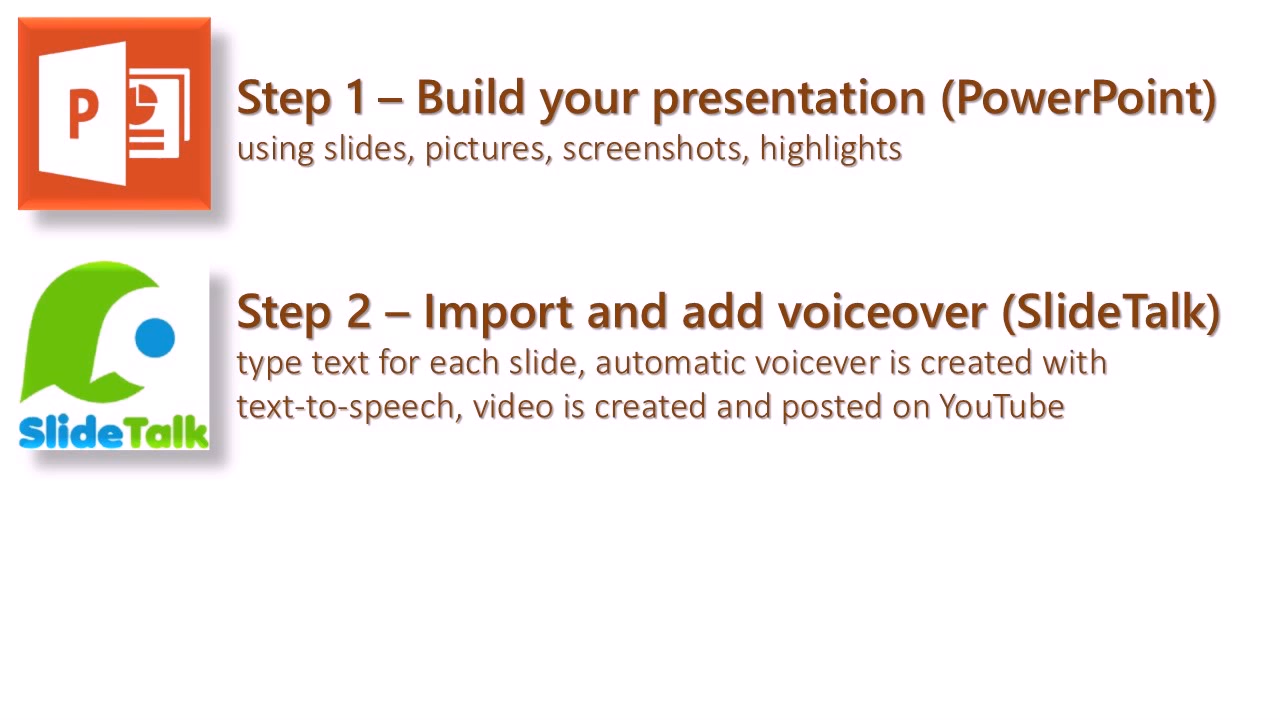 P
Step 1 – Build your presentation (PowerPoint)
using slides, pictures, screenshots, highlights
Step 2 – Import and add voiceover (SlideTalk)
type text for each slide, automatic voicever is created with
text-to-speech, video is created and posted on YouTube
SlideTalk